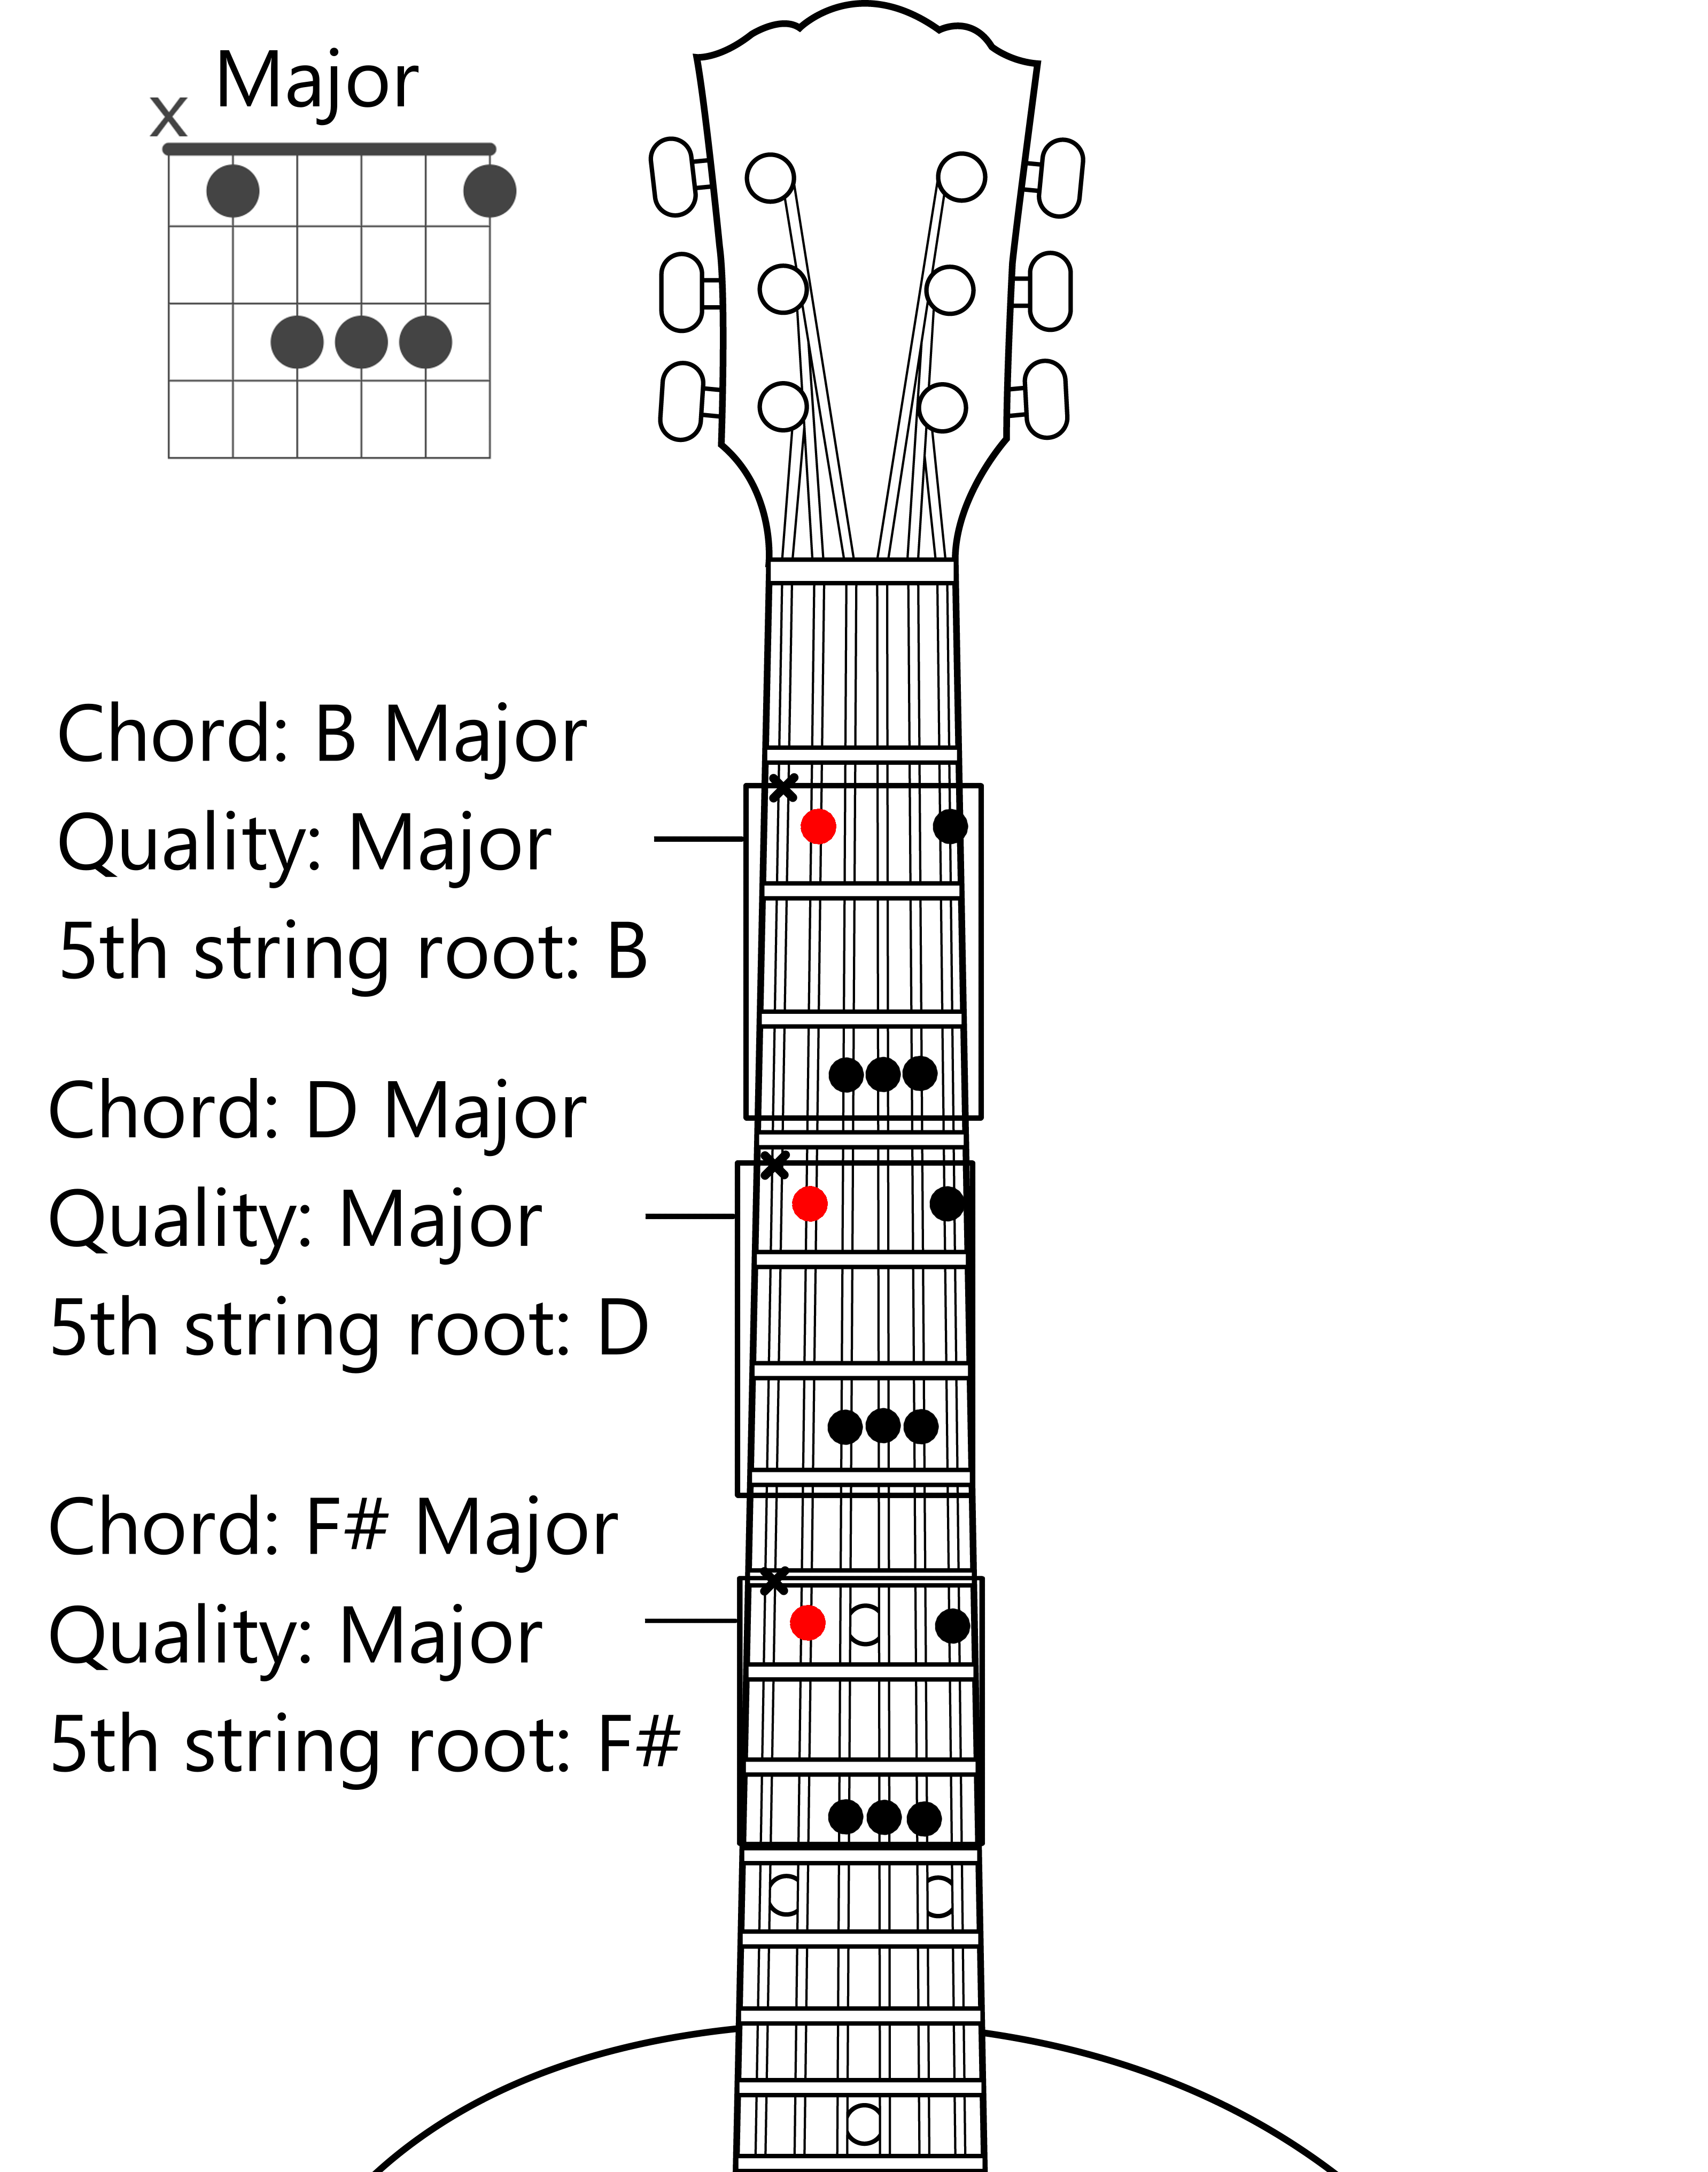 Major
x
Chord: B Major
Quality: Major
5th string root: B
Chord: D Major
Quality: Major
5th string root: D
Chord: F# Major
Quality: Major
5th string root: F#